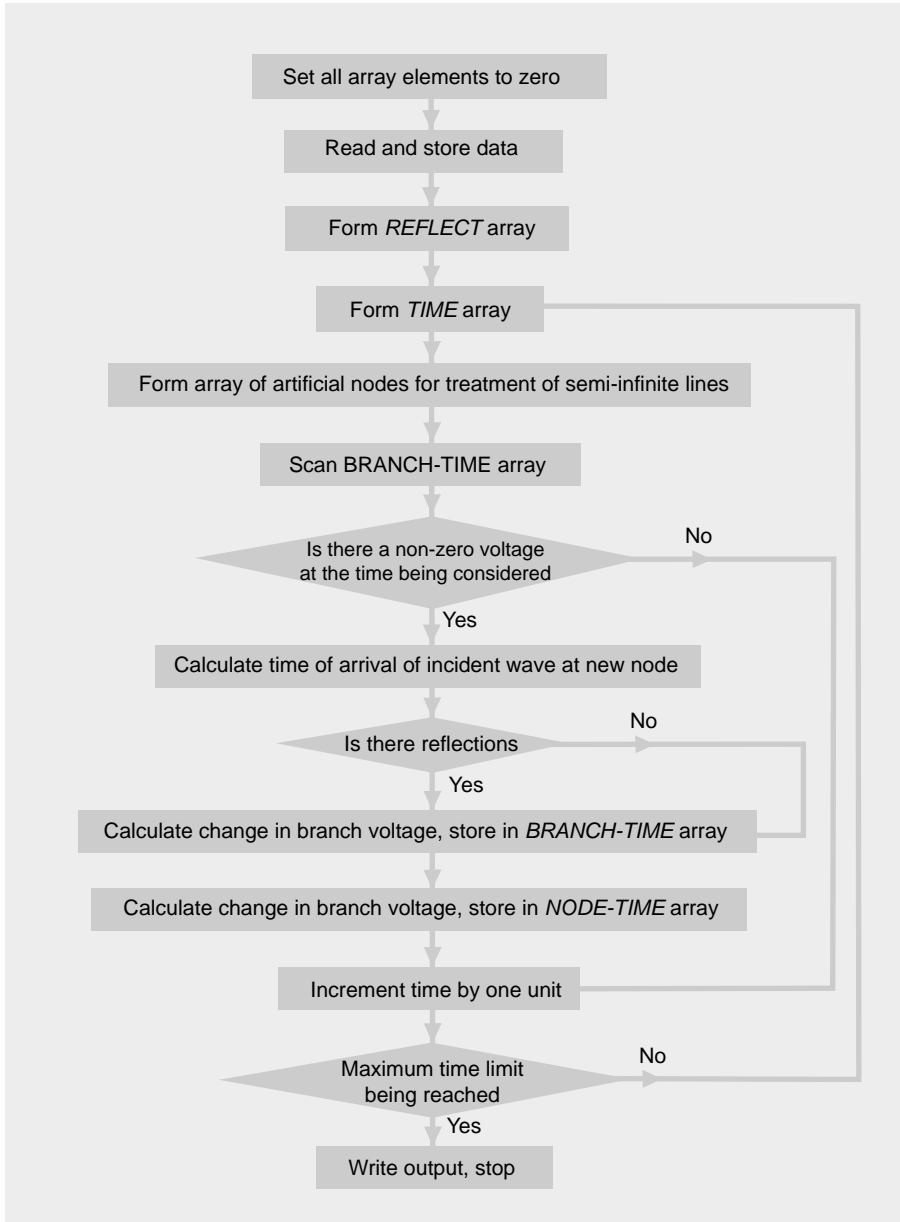 Set all array elements to zero
Read and store data
Form REFLECT array
Form TIME array
Form array of artificial nodes for treatment of semi-infinite lines
Scan BRANCH-TIME array
Is there a non-zero voltage
at the time being considered
No
Yes
Calculate time of arrival of incident wave at new node
Is there reflections
No
Yes
Calculate change in branch voltage, store in BRANCH-TIME array
Calculate change in branch voltage, store in NODE-TIME array
Increment time by one unit
Maximum time limit
being reached
No
Yes
Write output, stop